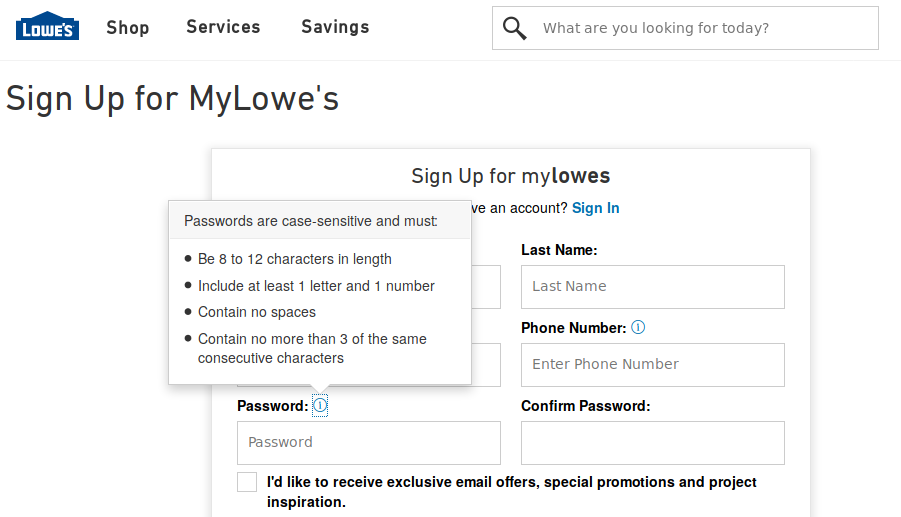 LOWE'S Shop Services Savings What are you looking for today?
Sign Up for MyLowe's
Sign Up for mylowes
ve an account? Sign In
Passwords are case-sensitive and must:
• Be 8 to 12 characters in length
• Include at least 1 letter and 1 number
• Contain no spaces
• Contain no more than 3 of the same
consecutive characters
Last Name:
Last Name
Phone Number:
Enter Phone Number
Password: Confirm Password:
Password
I'd like to receive exclusive email offers, special promotions and project
inspiration.